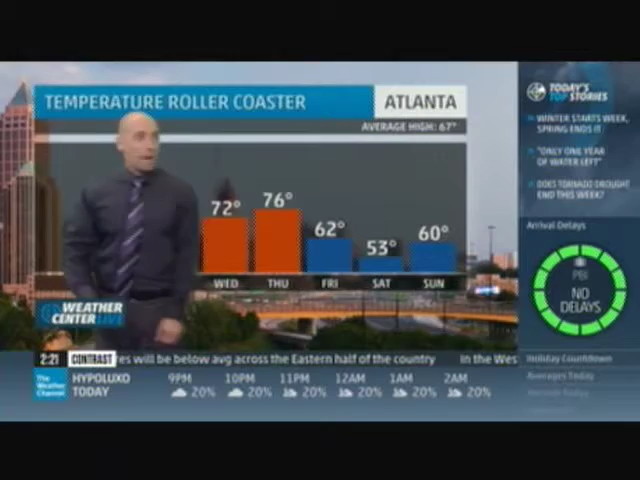 TEMPERATURE ROLLER COASTER
ATLANTA
AVERAGE HIGH: 67°
72° 76° 62° 53° 60°
WED THU FRI SAT SUN
WEATHER
CENTER LIVE
TODAY'S
TOP STORIES
WINTER STARTS WEEK,
SPRING ENDS IT
"ONLY ONE YEAR
OF WATER LEFT"
DOES TORNADO DROUGHT
END THIS WEEK?
Arrival Delays
PBI
NO
DELAYS
Holiday Countdown
Averages Today
2:21 CONTRAST es will be below avg across the Eastern half of the country In the Wes
The
Weather
Channel
HYPOLUXO
TODAY
9PM 10PM 11PM 12AM 1AM 2AM
20% 20% 20% 20% 20% 20%